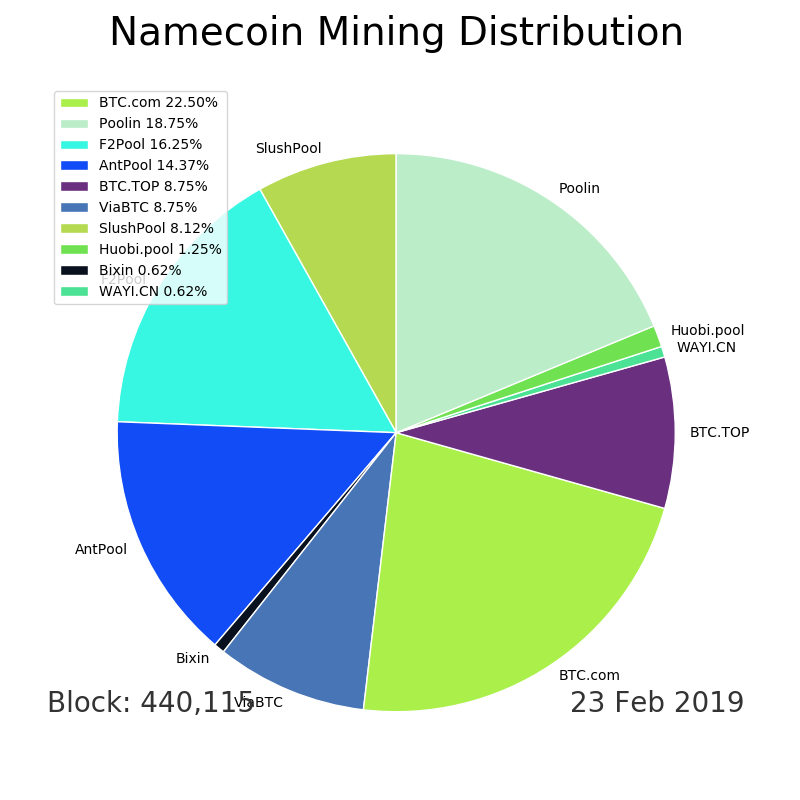 Namecoin Mining Distribution
BTC.com 22.50%
Poolin 18.75%
F2Pool 16.25%
AntPool 14.37%
BTC.TOP 8.75%
ViaBTC 8.75%
SlushPool 8.12%
Huobi.pool 1.25%
Bixin 0.62%
WAYI.CN 0.62%
SlushPool
Poolin
F2Pool
Huobi.pool
WAYI.CN
BTC.TOP
AntPool
Bixin
BTC.com
ViaBTC
Block: 440,115
23 Feb 2019